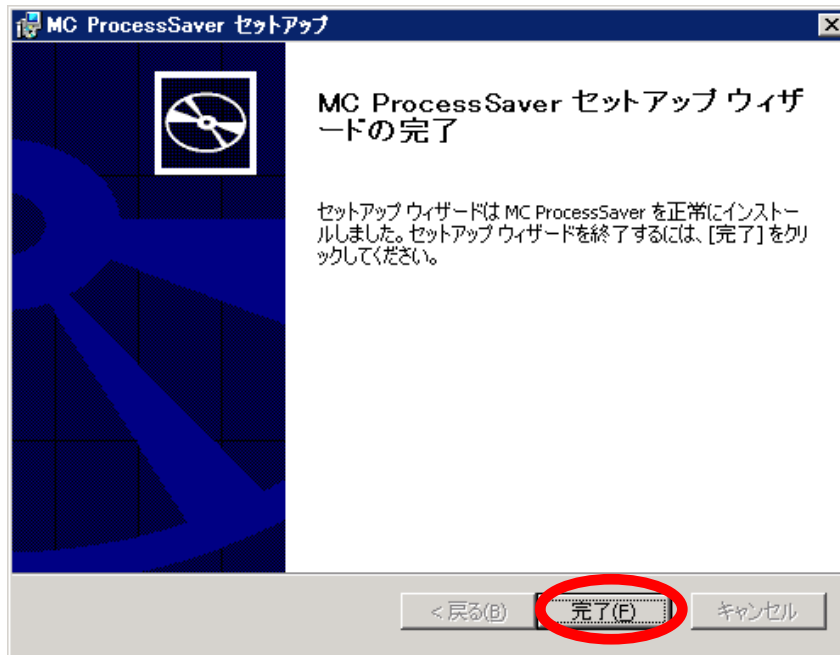 MC ProcessSaver セットアップ
MC ProcessSaver セットアップ ウィザ
ードの完了
セットアップ ウィザードは MC ProcessSaver を正常にインストー
ルしました。セットアップ ウィザードを終了するには、[完了] をクリ
ックしてください。
< 戻る(B)
完了(F)
キャンセル